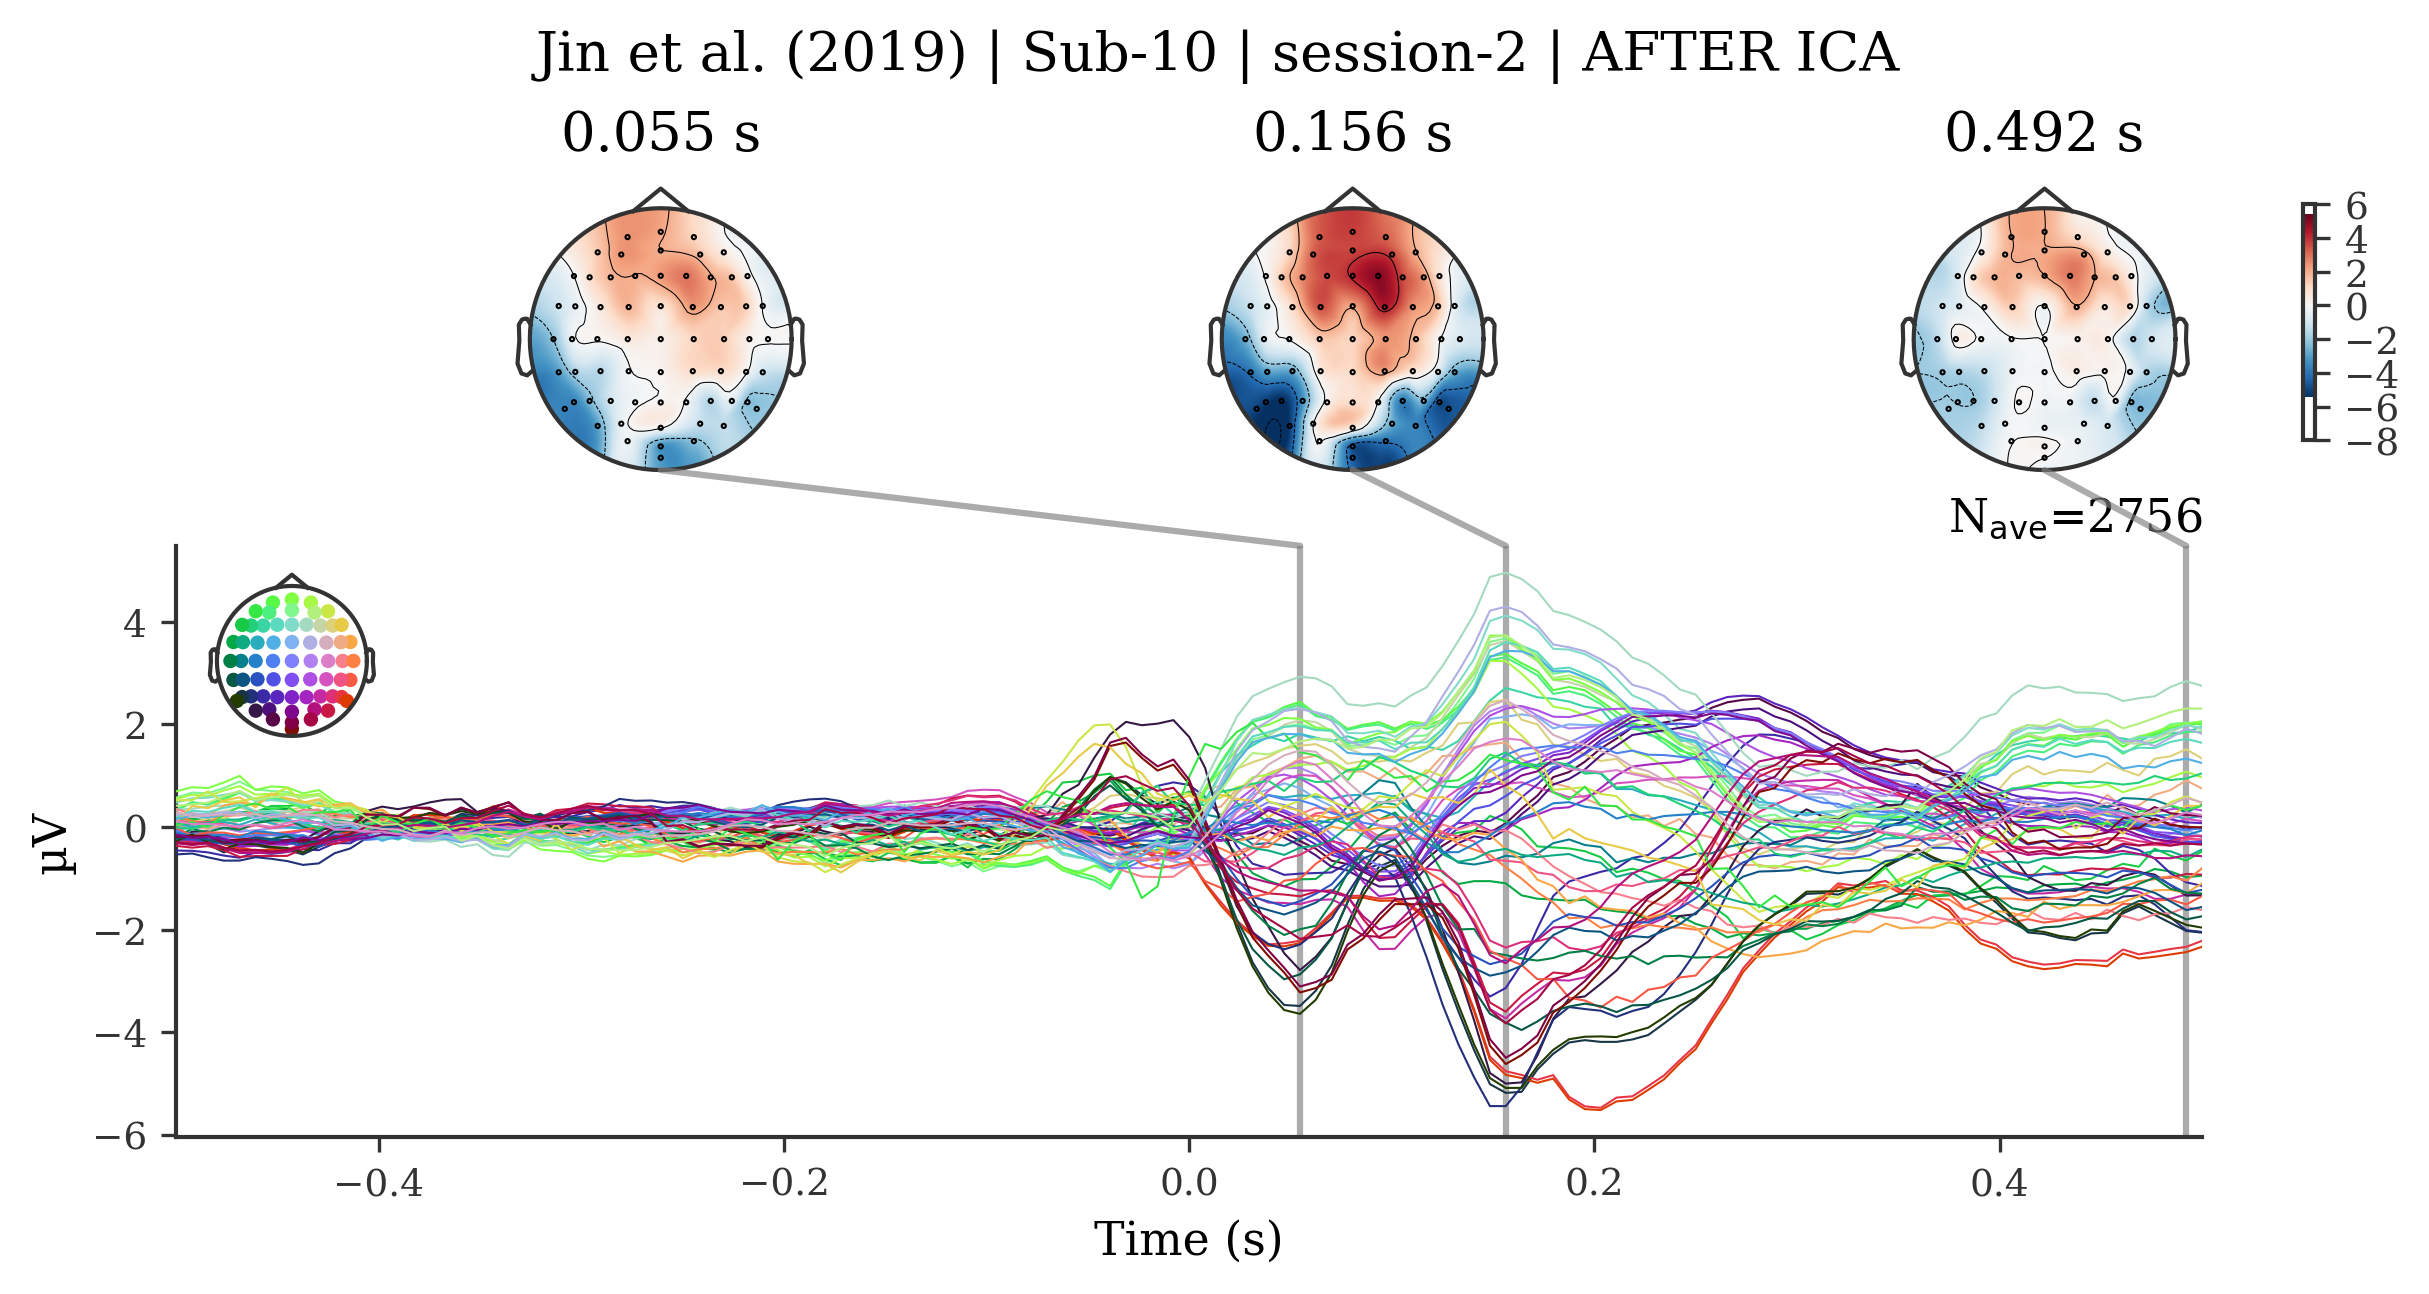 Jin et al. (2019) | Sub-10 | session-2 | AFTER ICA
0.055 s
0.156 s
0.492 s
6
4
2
0
−2
−4
−6
−8
Nave=2756
µV
4
2
0
−2
−4
−6
−0.4
−0.2
0.0
0.2
0.4
Time (s)